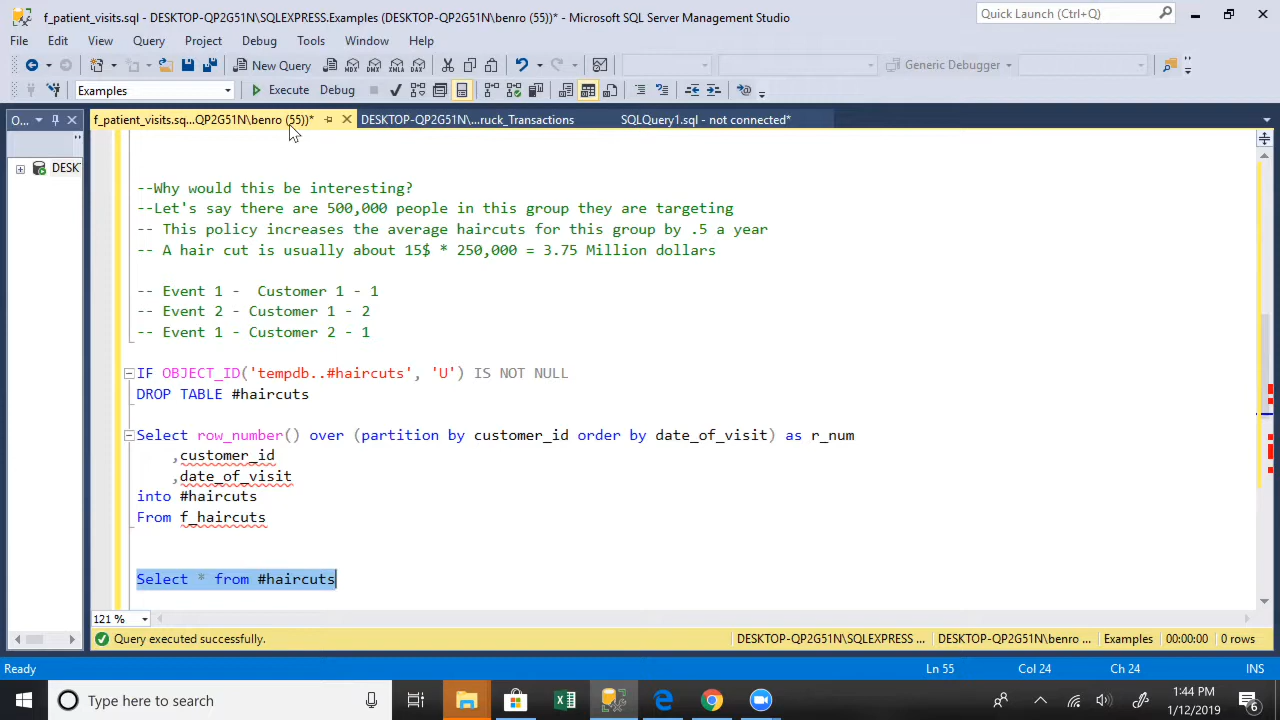 f_patient_visits.sql - DESKTOP-QP2G51N\SQLEXPRESS.Examples (DESKTOP-QP2G51N\benro (55))* - Microsoft SQL Server Management Studio
Quick Launch (Ctrl+Q)
File Edit View Query Project Debug Tools Window Help
New Query
MDX DMX XMLA DAX
Generic Debugger
Examples
Execute Debug
O...
f_patient_visits.sq...QP2G51N\benro (55))*
DESKTOP-QP2G51N\...ruck_Transactions
SQLQuery1.sql - not connected*
DESK
--Why would this be interesting?
--Let's say there are 500,000 people in this group they are targeting
-- This policy increases the average haircuts for this group by .5 a year
-- A hair cut is usually about 15$ * 250,000 = 3.75 Million dollars
-- Event 1 -  Customer 1 - 1
-- Event 2 - Customer 1 - 2
-- Event 1 - Customer 2 - 1
IF OBJECT_ID('tempdb..#haircuts', 'U') IS NOT NULL
DROP TABLE #haircuts
Select row_number() over (partition by customer_id order by date_of_visit) as r_num
,customer_id
,date_of_visit
into #haircuts
From f_haircuts
Select * from #haircuts
121 %
Query executed successfully.
DESKTOP-QP2G51N\SQLEXPRESS ...
DESKTOP-QP2G51N\benro ...
Examples
00:00:00
0 rows
Ready
Ln 55
Col 24
Ch 24
INS
Type here to search
1:44 PM
1/12/2019
6